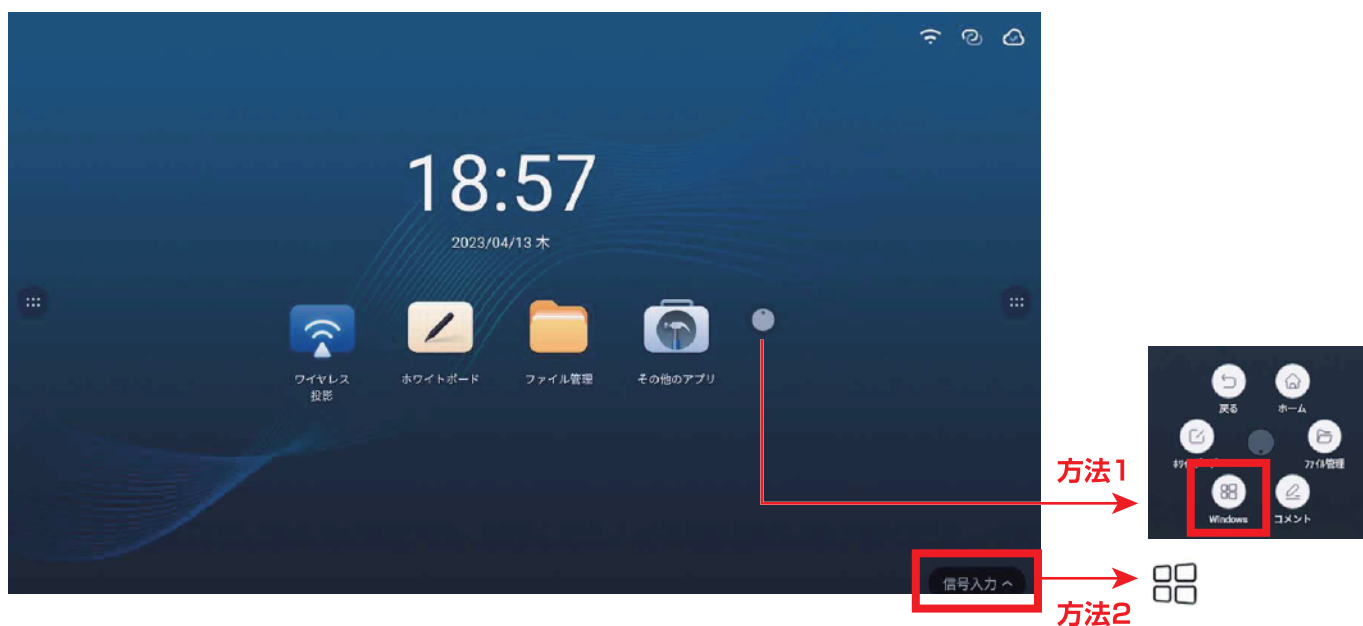 18:57
2023/04/13 木
ワイヤレス
投影
ホワイトボード
ファイル管理
その他のアプリ
戻る
ホーム
ファイル管理
Windows
コメント
方法1
信号入力
方法2